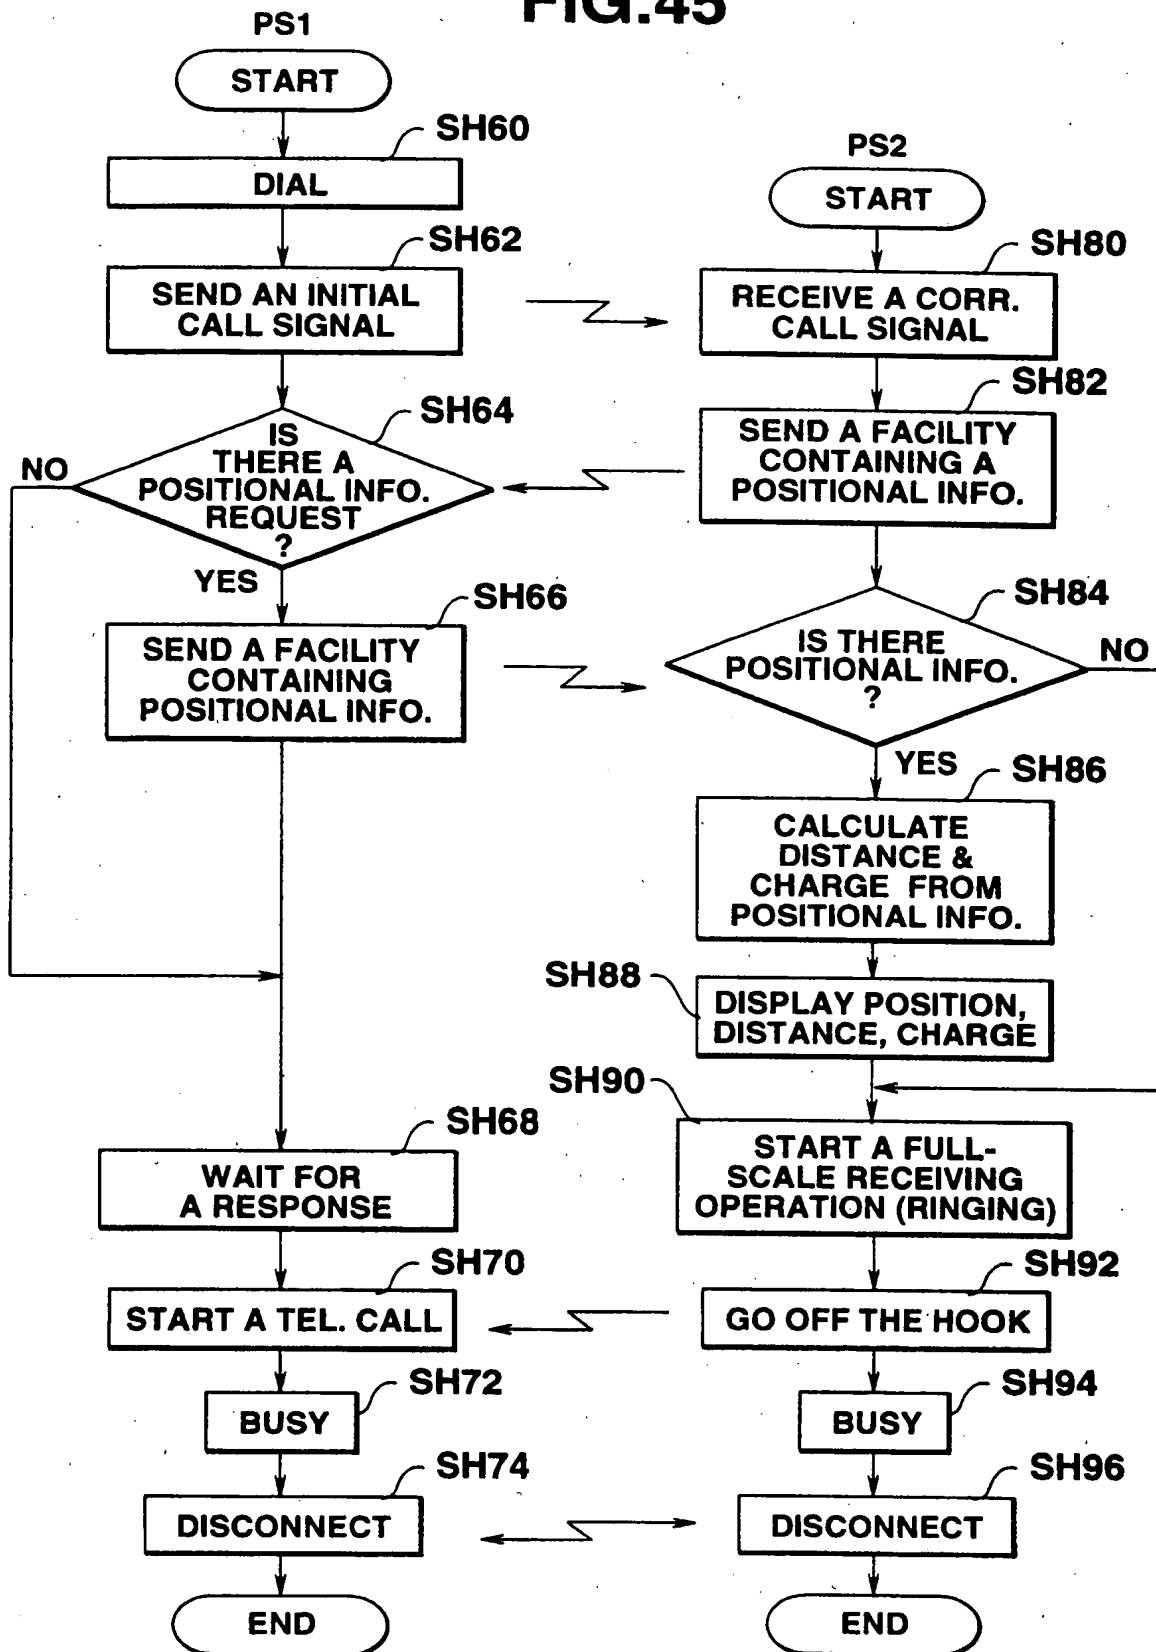 FIG.45
PS1
START
SH60
DIAL
SH62
SEND AN INITIAL
CALL SIGNAL
SH64
IS
THERE A
POSITIONAL INFO.
REQUEST
?
NO
YES
SH66
SEND A FACILITY
CONTAINING
POSITIONAL INFO.
SH68
WAIT FOR
A RESPONSE
SH70
START A TEL. CALL
SH72
BUSY
SH74
DISCONNECT
END
PS2
START
SH80
RECEIVE A CORR.
CALL SIGNAL
SH82
SEND A FACILITY
CONTAINING A
POSITIONAL INFO.
SH84
IS THERE
POSITIONAL INFO.
?
NO
YES
SH86
CALCULATE
DISTANCE &
CHARGE FROM
POSITIONAL INFO.
SH88
DISPLAY POSITION,
DISTANCE, CHARGE
SH90
START A FULL-
SCALE RECEIVING
OPERATION (RINGING)
SH92
GO OFF THE HOOK
SH94
BUSY
SH96
DISCONNECT
END